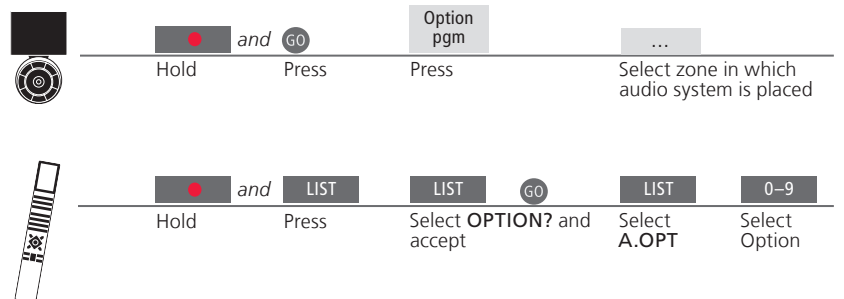 Option
pgm
and GO ...
Hold Press Press Select zone in which
audio system is placed
and LIST LIST GO LIST 0–9
Hold Press Select OPTION? and Select Select
accept A.OPT Option